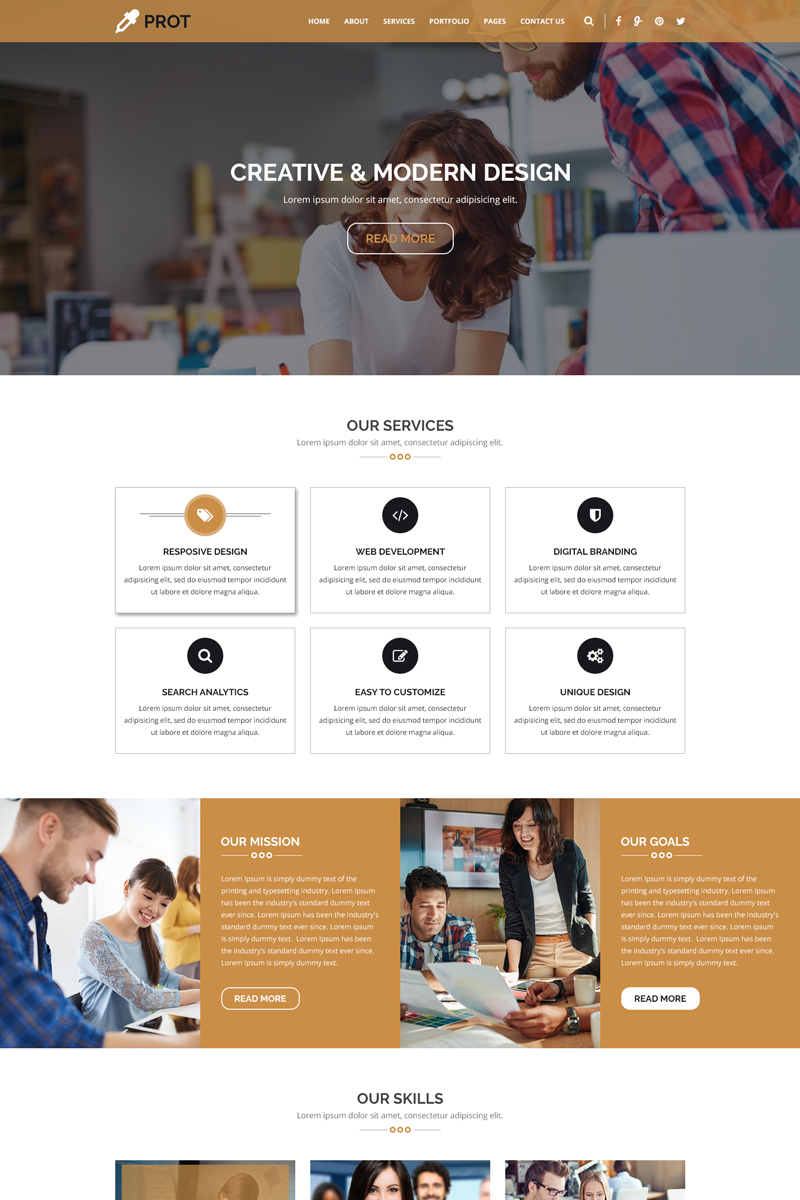 PROT
HOME ABOUT SERVICES PORTFOLIO PAGES CONTACT US
CREATIVE & MODERN DESIGN
Lorem ipsum dolor sit amet, consectetur adipisicing elit.
READ MORE
OUR SERVICES
Lorem ipsum dolor sit amet, consectetur adipiscing elit.
RESPOSIVE DESIGN
Lorem ipsum dolor sit amet, consectetur
adipisicing elit, sed do eiusmod tempor incididunt
ut labore et dolore magna aliqua.
WEB DEVELOPMENT
Lorem ipsum dolor sit amet, consectetur
adipisicing elit, sed do eiusmod tempor incididunt
ut labore et dolore magna aliqua.
DIGITAL BRANDING
Lorem ipsum dolor sit amet, consectetur
adipisicing elit, sed do eiusmod tempor incididunt
ut labore et dolore magna aliqua.
SEARCH ANALYTICS
Lorem ipsum dolor sit amet, consectetur
adipisicing elit, sed do eiusmod tempor incididunt
ut labore et dolore magna aliqua.
EASY TO CUSTOMIZE
Lorem ipsum dolor sit amet, consectetur
adipisicing elit, sed do eiusmod tempor incididunt
ut labore et dolore magna aliqua.
UNIQUE DESIGN
Lorem ipsum dolor sit amet, consectetur
adipisicing elit, sed do eiusmod tempor incididunt
ut labore et dolore magna aliqua.
OUR MISSION
Lorem Ipsum is simply dummy text of the
printing and typesetting industry. Lorem Ipsum
has been the industry's standard dummy text
ever since. Lorem Ipsum has been the industry's
standard dummy text ever since. Lorem Ipsum
is simply dummy text. Lorem Ipsum has been
the industry's standard dummy text ever since.
Lorem Ipsum is simply dummy text.
READ MORE
OUR GOALS
Lorem Ipsum is simply dummy text of the
printing and typesetting industry. Lorem Ipsum
has been the industry's standard dummy text
ever since. Lorem Ipsum has been the industry's
standard dummy text ever since. Lorem Ipsum
is simply dummy text. Lorem Ipsum has been
the industry's standard dummy text ever since.
Lorem Ipsum is simply dummy text.
READ MORE
OUR SKILLS
Lorem ipsum dolor sit amet, consectetur adipiscing elit.